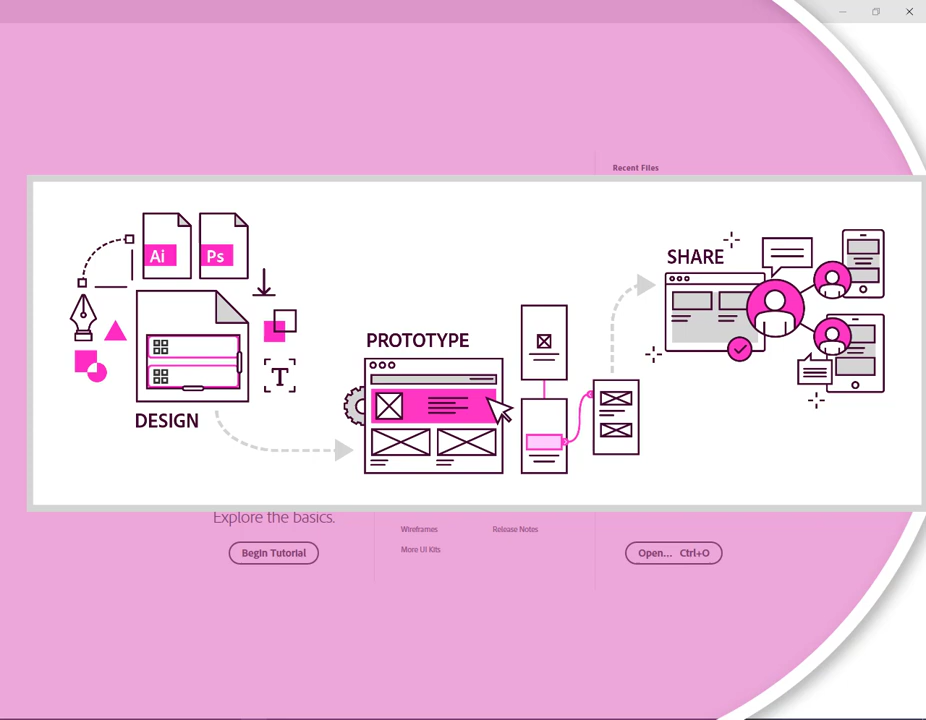 Recent Files
Ai
Ps
SHARE
PROTOTYPE
T
DESIGN
Explore the basics.
Wireframes
Release Notes
Begin Tutorial
More UI Kits
Open... Ctrl+O